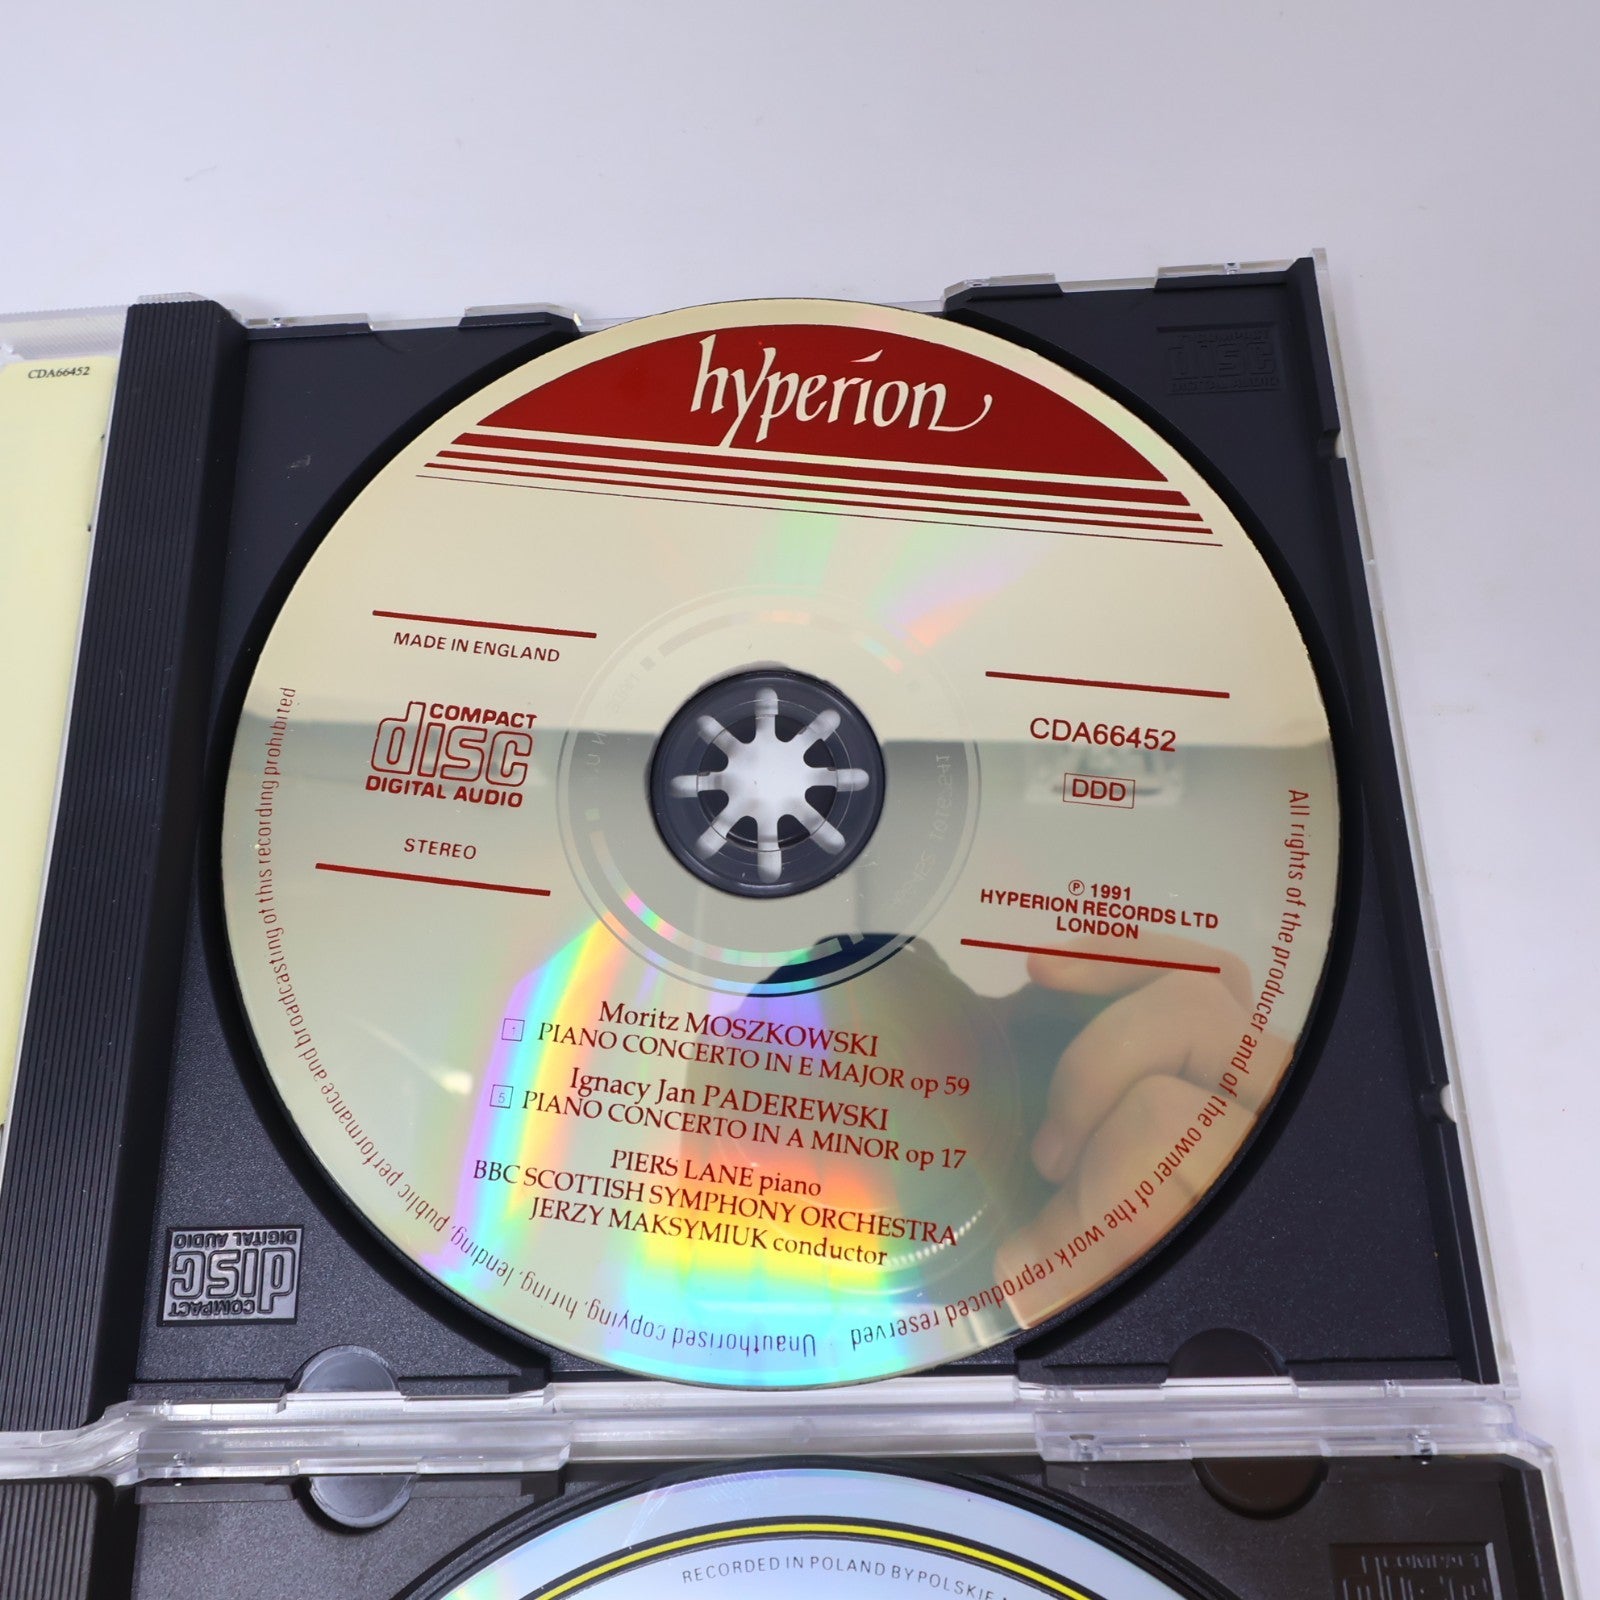 CDA66452
hyperion
MADE IN ENGLAND
COMPACT
disc
DIGITAL AUDIO
STEREO
CDA66452
DDD
℗ 1991
HYPERION RECORDS LTD
LONDON
Moritz MOSZKOWSKI
1 PIANO CONCERTO IN E MAJOR op 59
Ignacy Jan PADEREWSKI
5 PIANO CONCERTO IN A MINOR op 17
PIERS LANE piano
BBC SCOTTISH SYMPHONY ORCHESTRA
JERZY MAKSYMIUK conductor
All rights of the producer and of the owner of the work reproduced reserved · Unauthorised copying, hiring, lending, public performance and broadcasting of this recording prohibited
COMPACT
disc
DIGITAL AUDIO
COMPACT
disc
DIGITAL AUDIO
RECORDED IN POLAND BY POLSKIE